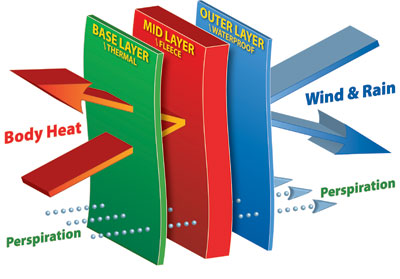 BASE LAYER
\ THERMAL
MID LAYER
\ FLEECE
OUTER LAYER
\ WATERPROOF
Body Heat
Wind & Rain
Perspiration
Perspiration